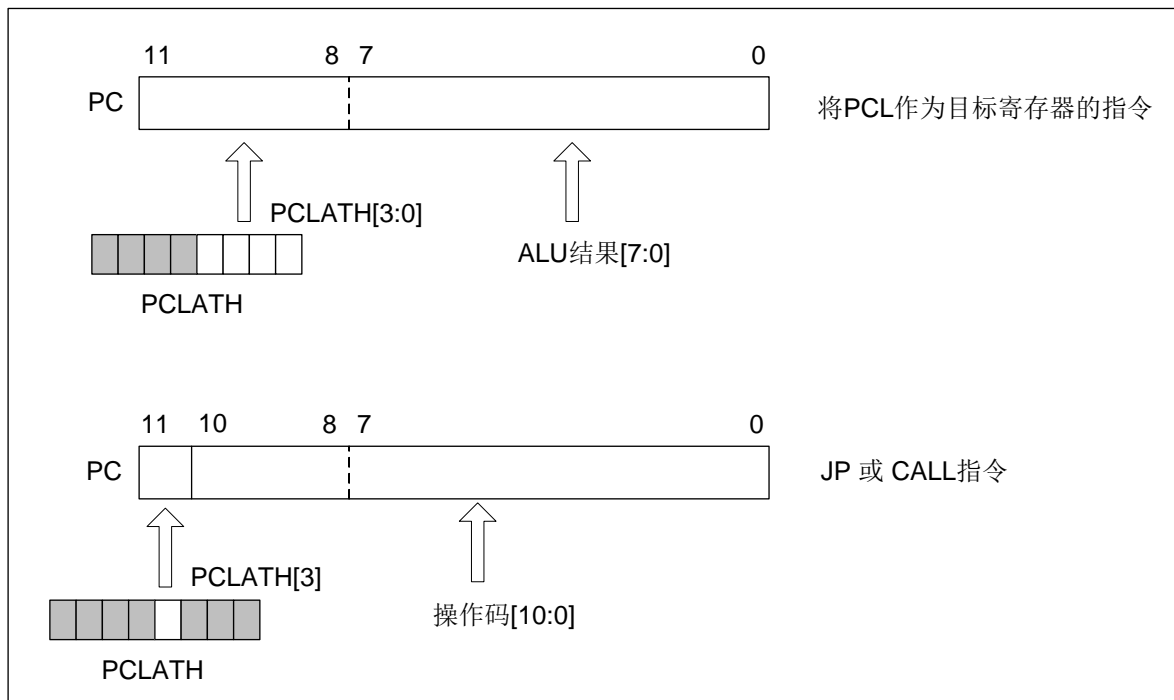 11 8 7 0
PC
将PCL作为目标寄存器的指令
PCLATH[3:0]
ALU结果[7:0]
PCLATH
11 10 8 7 0
PC
JP 或 CALL指令
PCLATH[3]
操作码[10:0]
PCLATH